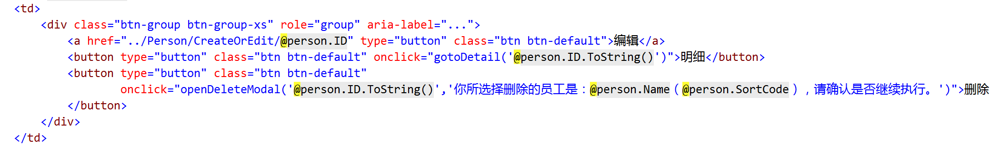 <td>
<div class="btn-group btn-group-xs" role="group" aria-label="...">
<a href="../Person/CreateOrEdit/@person.ID" type="button" class="btn btn-default">编辑</a>
<button type="button" class="btn btn-default" onclick="gotoDetail('@person.ID.ToString()')">明细</button>
<button type="button" class="btn btn-default"
onclick="openDeleteModal('@person.ID.ToString()','你所选择删除的员工是：@person.Name（@person.SortCode），请确认是否继续执行。')">删除
</button>
</div>
</td>